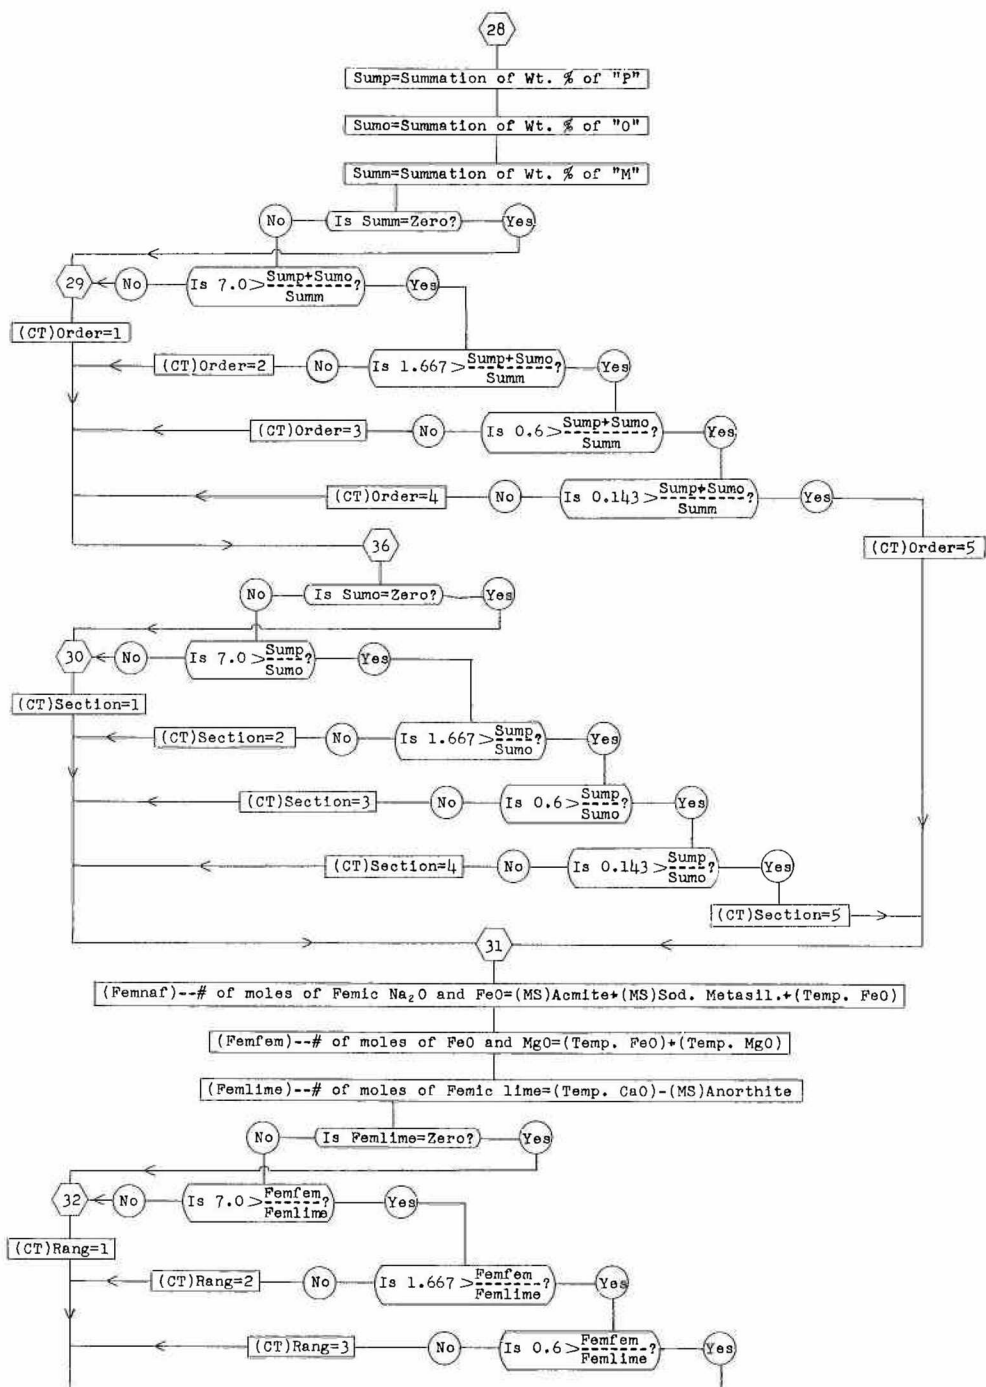 28
Sump=Summation of Wt. % of "P"
Sumo=Summation of Wt. % of "O"
Summ=Summation of Wt. % of "M"
No Is Summ=Zero? Yes
29 No Is 7.0>Sump+Sumo/Summ? Yes
(CT)Order=1
(CT)Order=2 No Is 1.667>Sump+Sumo/Summ? Yes
(CT)Order=3 No Is 0.6>Sump+Sumo/Summ? Yes
(CT)Order=4 No Is 0.143>Sump+Sumo/Summ? Yes
36 (CT)Order=5
No Is Sumo=Zero? Yes
30 No Is 7.0>Sump/Sumo? Yes
(CT)Section=1
(CT)Section=2 No Is 1.667>Sump/Sumo? Yes
(CT)Section=3 No Is 0.6>Sump/Sumo? Yes
(CT)Section=4 No Is 0.143>Sump/Sumo? Yes
(CT)Section=5
31
(Femnaf)--# of moles of Femic Na₂O and FeO=(MS)Acmite+(MS)Sod. Metasil.+(Temp. FeO)
(Femfem)--# of moles of FeO and MgO=(Temp. FeO)+(Temp. MgO)
(Femlime)--# of moles of Femic lime=(Temp. CaO)-(MS)Anorthite
No Is Femlime=Zero? Yes
32 No Is 7.0>Femfem/Femlime? Yes
(CT)Rang=1
(CT)Rang=2 No Is 1.667>Femfem/Femlime? Yes
(CT)Rang=3 No Is 0.6>Femfem/Femlime? Yes